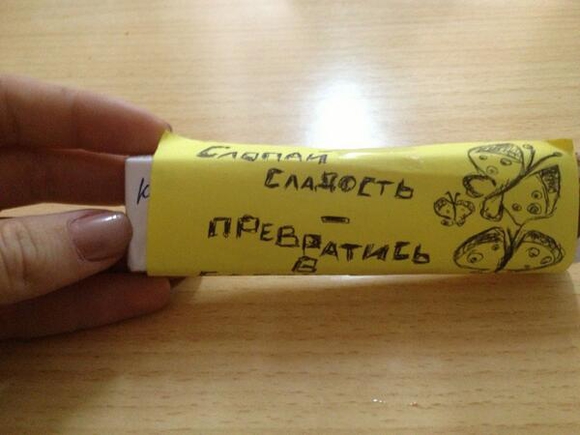 СЛОПАЙ
СЛАДОСТЬ
–
ПРЕВРАТИСЬ
В
К